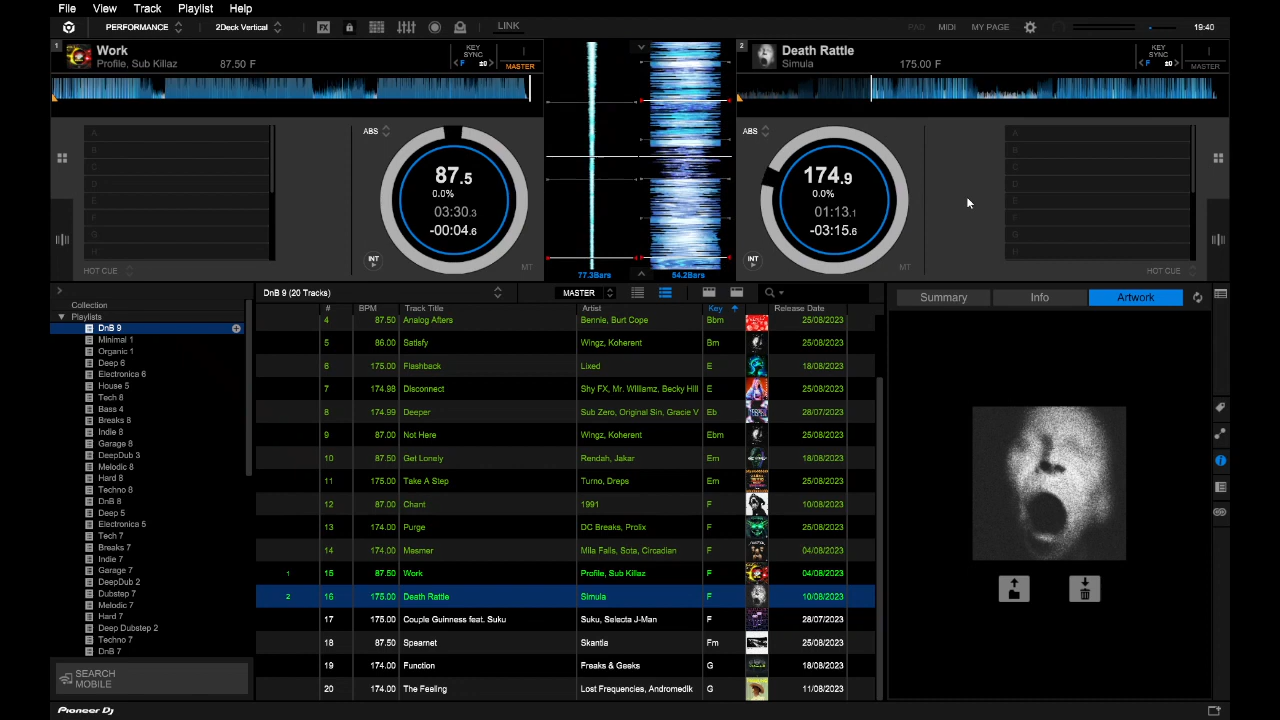 File View Track Playlist Help
PERFORMANCE 2Deck Vertical FX LINK PAD MIDI MY PAGE 19:40
1 Work KEY SYNC
Profile, Sub Killaz 87.50 F F ±0 MASTER
2 Death Rattle KEY SYNC
Simula 175.00 F F ±0 MASTER
A
B
C
D
E
F
G
H
HOT CUE
ABS
87.5
0.0%
03:30.3
-00:04.6
INT MT
77.3Bars 54.2Bars
ABS
174.9
0.0%
01:13.1
-03:15.6
INT MT
A
B
C
D
E
F
G
H
HOT CUE
Collection
Playlists
DnB 9
Minimal 1
Organic 1
Deep 6
Electronica 6
House 5
Tech 8
Bass 4
Breaks 8
Indie 8
Garage 8
DeepDub 3
Melodic 8
Hard 8
Techno 8
DnB 8
Deep 5
Electronica 5
Tech 7
Breaks 7
Indie 7
Garage 7
DeepDub 2
Dubstep 7
Melodic 7
Hard 7
Deep Dubstep 2
Techno 7
DnB 7
SEARCH
MOBILE
DnB 9 (20 Tracks) MASTER
# BPM Track Title Artist Key Release Date
4 87.50 Analog Afters Bennie, Burt Cope Bbm 25/08/2023
5 86.00 Satisfy Wingz, Koherent Bm 25/08/2023
6 175.00 Flashback Lixed E 18/08/2023
7 174.98 Disconnect Shy FX, Mr. Williamz, Becky Hill E 25/08/2023
8 174.99 Deeper Sub Zero, Original Sin, Gracie V Eb 28/07/2023
9 87.00 Not Here Wingz, Koherent Ebm 25/08/2023
10 87.50 Get Lonely Rendah, Jakar Em 18/08/2023
11 175.00 Take A Step Turno, Dreps Em 25/08/2023
12 87.00 Chant 1991 F 10/08/2023
13 174.00 Purge DC Breaks, Prolix F 25/08/2023
14 174.00 Mesmer Mila Falls, Sota, Circadian F 04/08/2023
1 15 87.50 Work Profile, Sub Killaz F 04/08/2023
2 16 175.00 Death Rattle Simula F 10/08/2023
17 175.00 Couple Guinness feat. Suku Suku, Selecta J-Man F 28/07/2023
18 87.50 Spearnet Skantia Fm 25/08/2023
19 174.00 Function Freaks & Geeks G 18/08/2023
20 174.00 The Feeling Lost Frequencies, Andromedik G 11/08/2023
Summary Info Artwork
Pioneer Dj